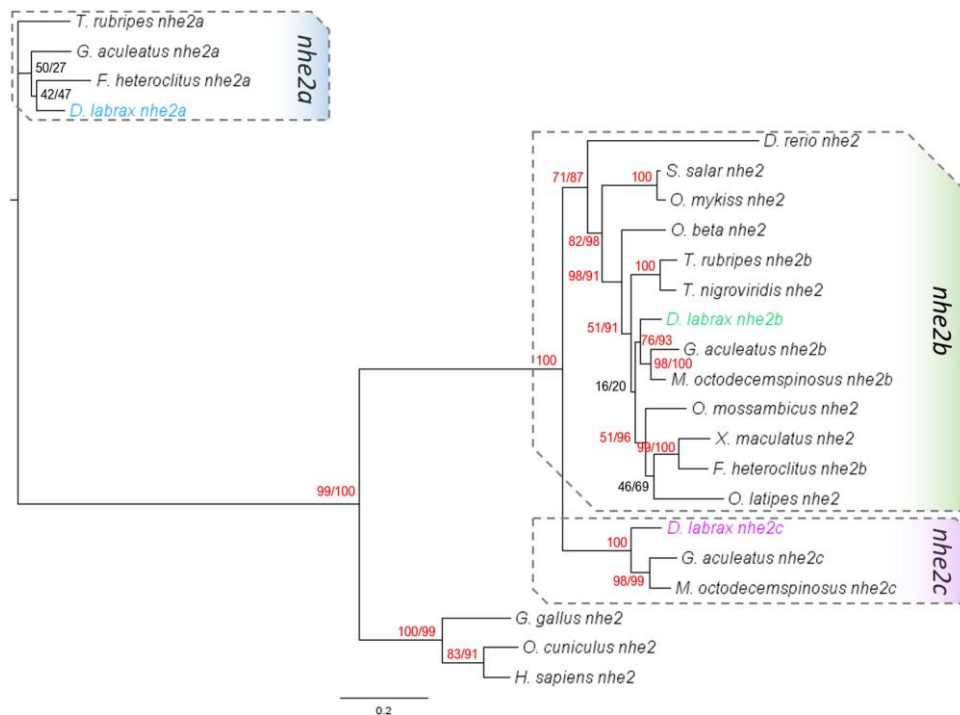 T. rubripes nhe2a
G. aculeatus nhe2a
50/27
F. heteroclitus nhe2a
42/47
D. labrax nhe2a
nhe2a
D. rerio nhe2
71/87
S. salar nhe2
100
O. mykiss nhe2
82/98
O. beta nhe2
98/91
T. rubripes nhe2b
100
T. nigroviridis nhe2
51/91
D. labrax nhe2b
76/93
G. aculeatus nhe2b
98/100
M. octodecemspinosus nhe2b
16/20
O. mossambicus nhe2
51/96
X. maculatus nhe2
99/100
F. heteroclitus nhe2b
46/69
O. latipes nhe2
nhe2b
100
D. labrax nhe2c
100
G. aculeatus nhe2c
98/99
M. octodecemspinosus nhe2c
nhe2c
99/100
G. gallus nhe2
100/99
O. cuniculus nhe2
83/91
H. sapiens nhe2
0.2